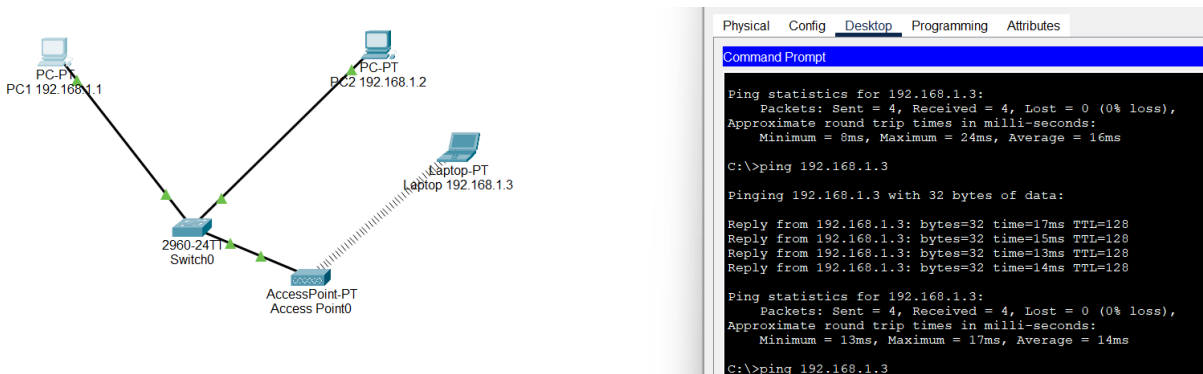 PC-PT
PC1 192.168.1.1
PC-PT
PC2 192.168.1.2
Laptop-PT
Laptop 192.168.1.3
2960-24TT
Switch0
AccessPoint-PT
Access Point0
Physical Config Desktop Programming Attributes
Command Prompt
Ping statistics for 192.168.1.3:
Packets: Sent = 4, Received = 4, Lost = 0 (0% loss),
Approximate round trip times in milli-seconds:
Minimum = 8ms, Maximum = 24ms, Average = 16ms
C:\>ping 192.168.1.3
Pinging 192.168.1.3 with 32 bytes of data:
Reply from 192.168.1.3: bytes=32 time=17ms TTL=128
Reply from 192.168.1.3: bytes=32 time=15ms TTL=128
Reply from 192.168.1.3: bytes=32 time=13ms TTL=128
Reply from 192.168.1.3: bytes=32 time=14ms TTL=128
Ping statistics for 192.168.1.3:
Packets: Sent = 4, Received = 4, Lost = 0 (0% loss),
Approximate round trip times in milli-seconds:
Minimum = 13ms, Maximum = 17ms, Average = 14ms
C:\>ping 192.168.1.3